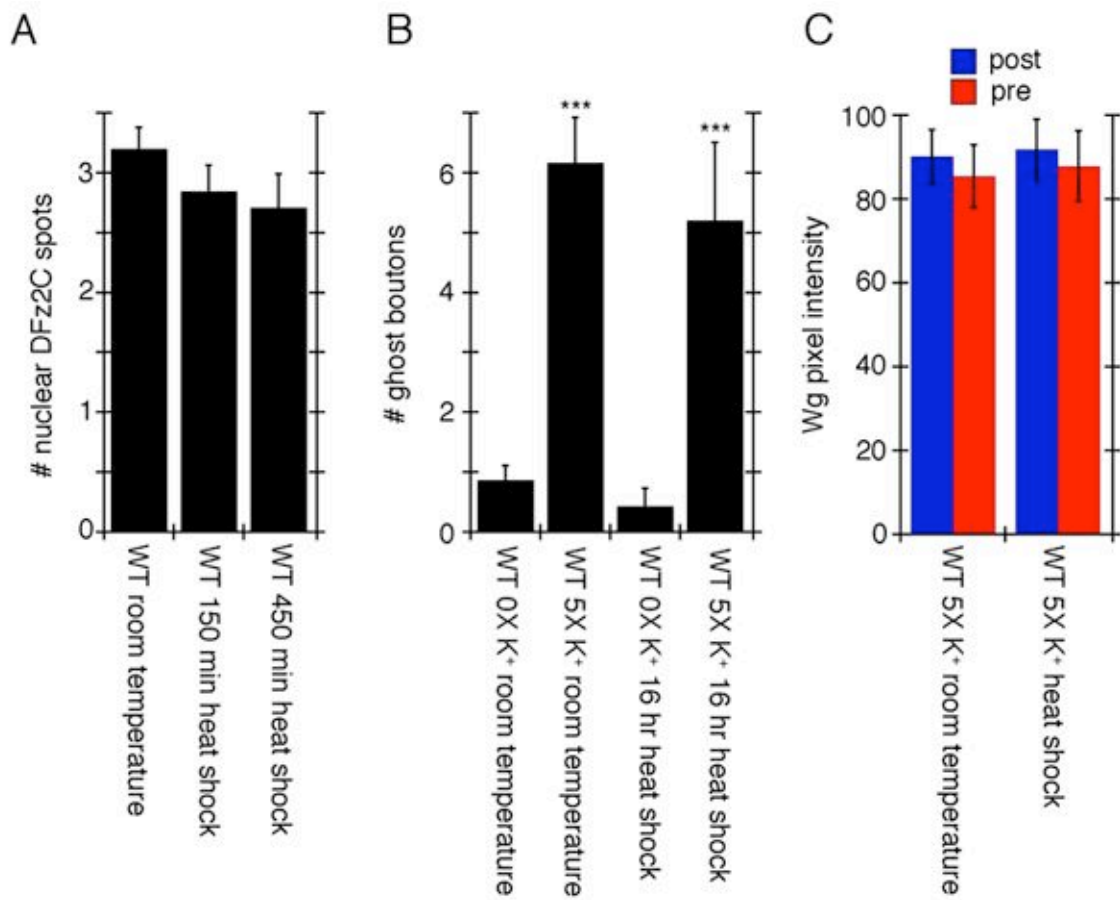 A
# nuclear DFz2C spots
3
2
1
0
WT room temperature
WT 150 min heat shock
WT 450 min heat shock
B
# ghost boutons
***
***
6
4
2
0
WT 0X K⁺ room temperature
WT 5X K⁺ room temperature
WT 0X K⁺ 16 hr heat shock
WT 5X K⁺ 16 hr heat shock
C
post
pre
Wg pixel intensity
100
80
60
40
20
0
WT 5X K⁺ room temperature
WT 5X K⁺ heat shock